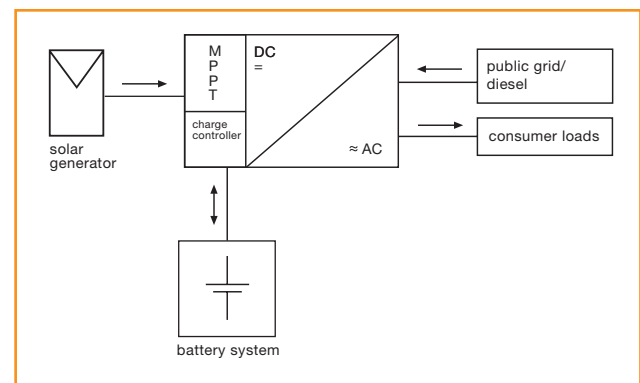 M
P
P
T
DC
=
charge
controller
≈ AC
solar
generator
public grid/
diesel
consumer loads
battery system